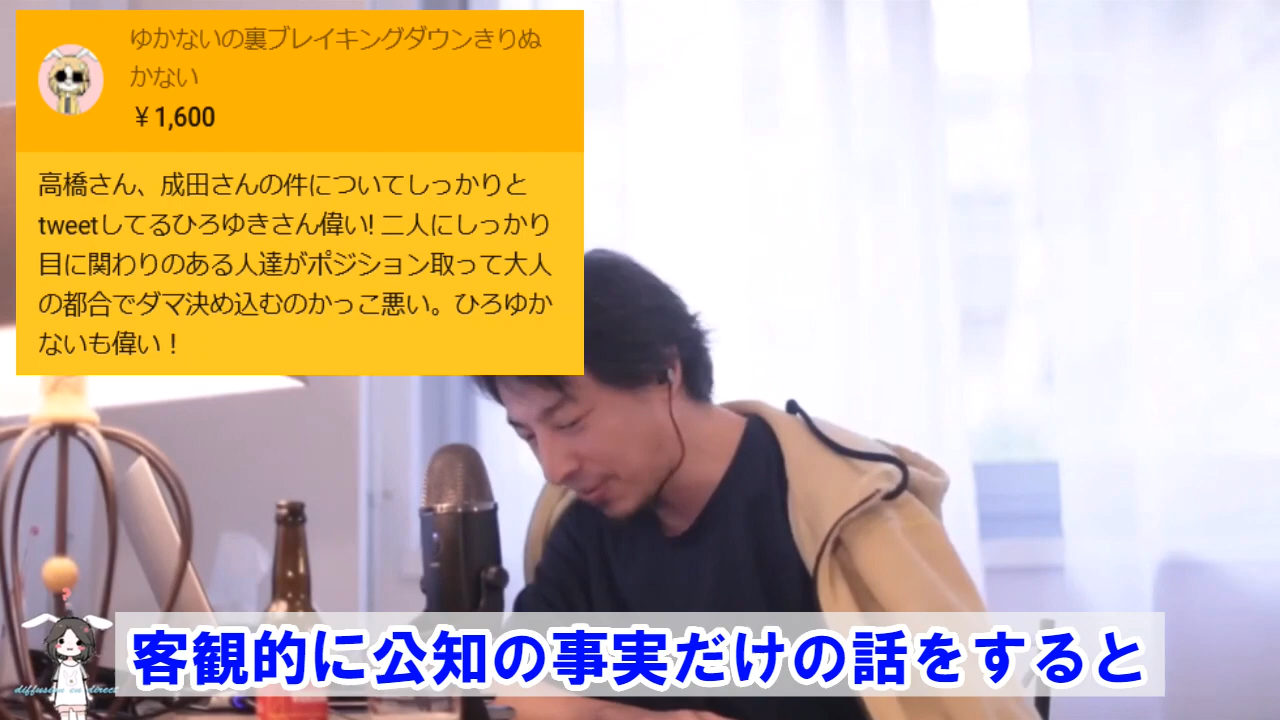 ゆかないの裏ブレイキングダウンきりぬ
かない
￥1,600
高橋さん、成田さんの件についてしっかりと
tweetしてるひろゆきさん偉い! 二人にしっかり
目に関わりのある人達がポジション取って大人
の都合でダマ決め込むのかっこ悪い。ひろゆか
ないも偉い！
diffusion en direct
客観的に公知の事実だけの話をすると